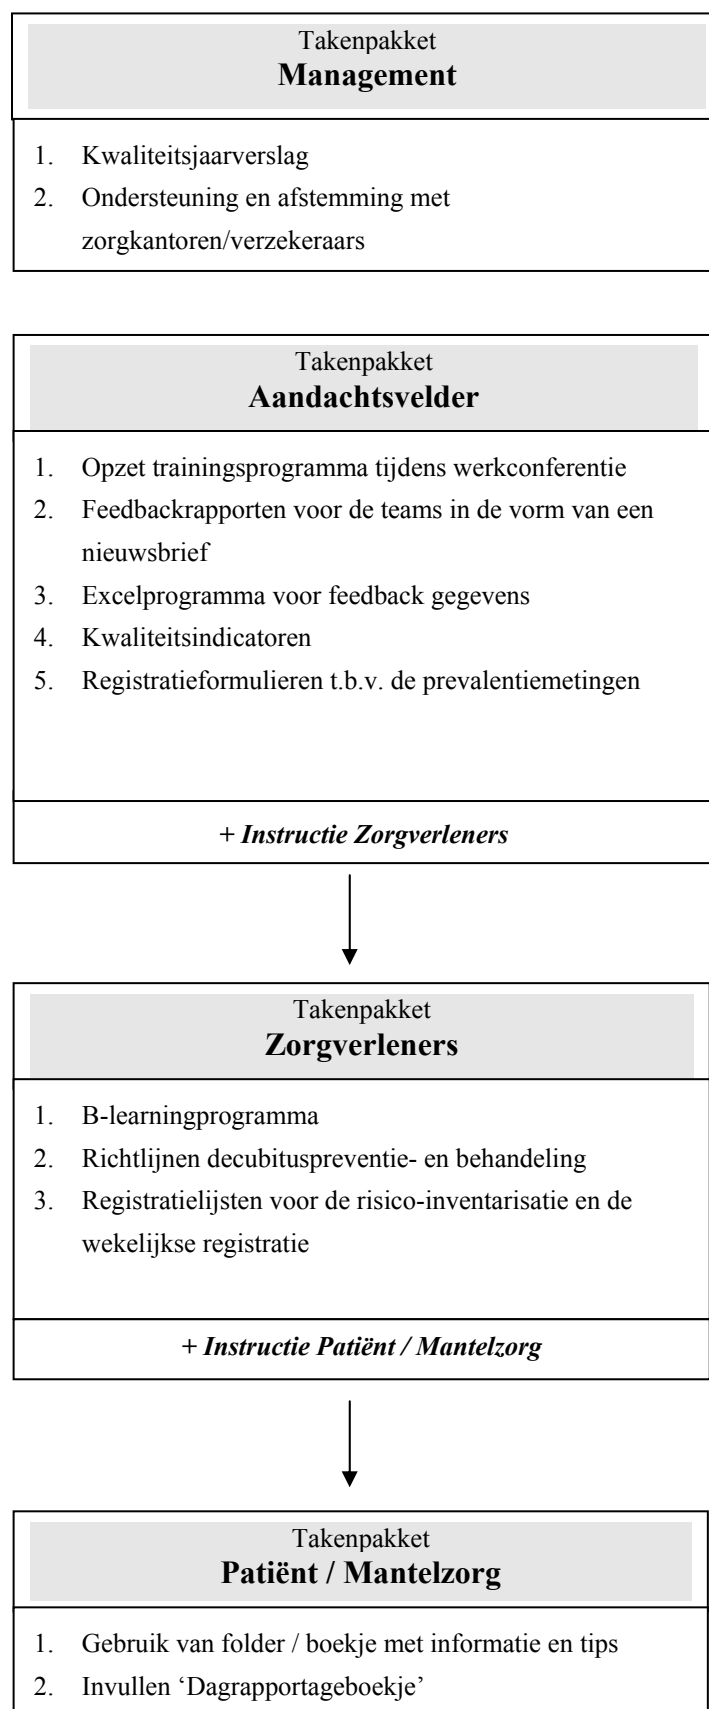 Takenpakket
Management
1. Kwaliteitsjaarverslag
2. Ondersteuning en afstemming met
zorgkantoren/verzekeraars
Takenpakket
Aandachtsvelder
1. Opzet trainingsprogramma tijdens werkconferentie
2. Feedbackrapporten voor de teams in de vorm van een
nieuwsbrief
3. Excelprogramma voor feedback gegevens
4. Kwaliteitsindicatoren
5. Registratieformulieren t.b.v. de prevalentiemetingen
+ Instructie Zorgverleners
Takenpakket
Zorgverleners
1. B-learningprogramma
2. Richtlijnen decubituspreventie- en behandeling
3. Registratielijsten voor de risico-inventarisatie en de
wekelijkse registratie
+ Instructie Patiënt / Mantelzorg
Takenpakket
Patiënt / Mantelzorg
1. Gebruik van folder / boekje met informatie en tips
2. Invullen ‘Dagrapportageboekje’